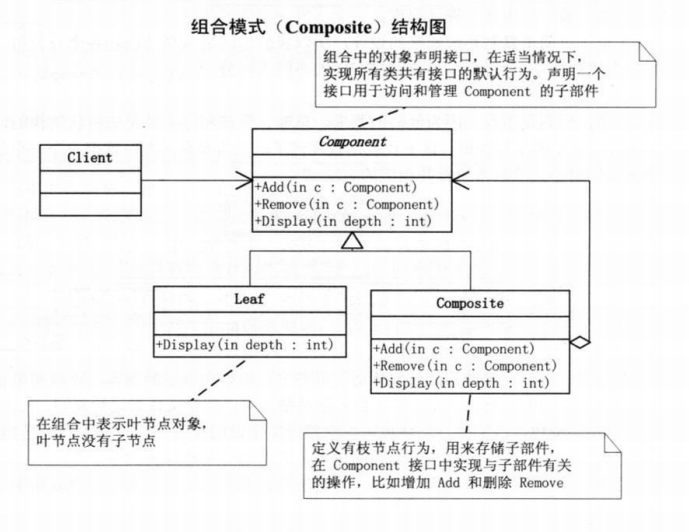 组合模式（Composite）结构图
组合中的对象声明接口，在适当情况下，
实现所有类共有接口的默认行为。声明一个
接口用于访问和管理 Component 的子部件
Client
Component
+Add(in c : Component)
+Remove(in c : Component)
+Display(in depth : int)
Leaf
+Display(in depth : int)
Composite
+Add(in c : Component)
+Remove(in c : Component)
+Display(in depth : int)
在组合中表示叶节点对象，
叶节点没有子节点
定义有枝节点行为，用来存储子部件，
在 Component 接口中实现与子部件有关
的操作，比如增加 Add 和删除 Remove